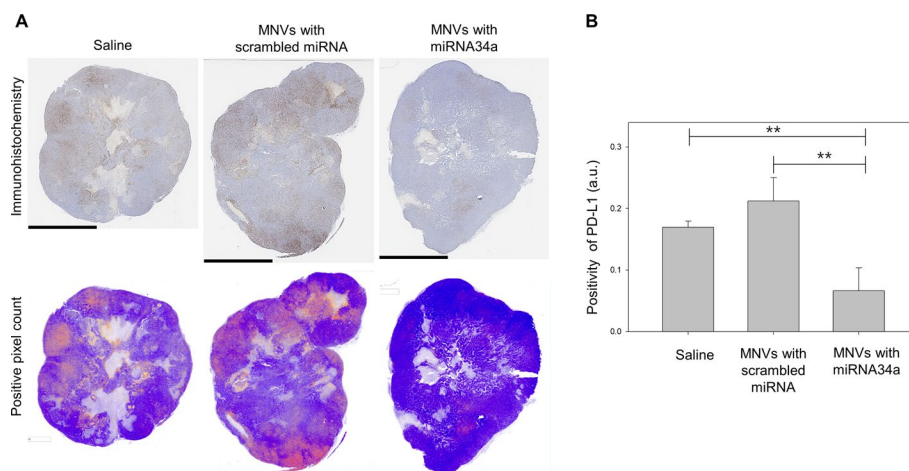 A
Saline
MNVs with
scrambled miRNA
MNVs with
miRNA34a
Immunohistochemistry
Positive pixel count
B
**
**
Positivity of PD-L1 (a.u.)
0.3
0.2
0.1
0.0
Saline
MNVs with
scrambled
miRNA
MNVs with
miRNA34a